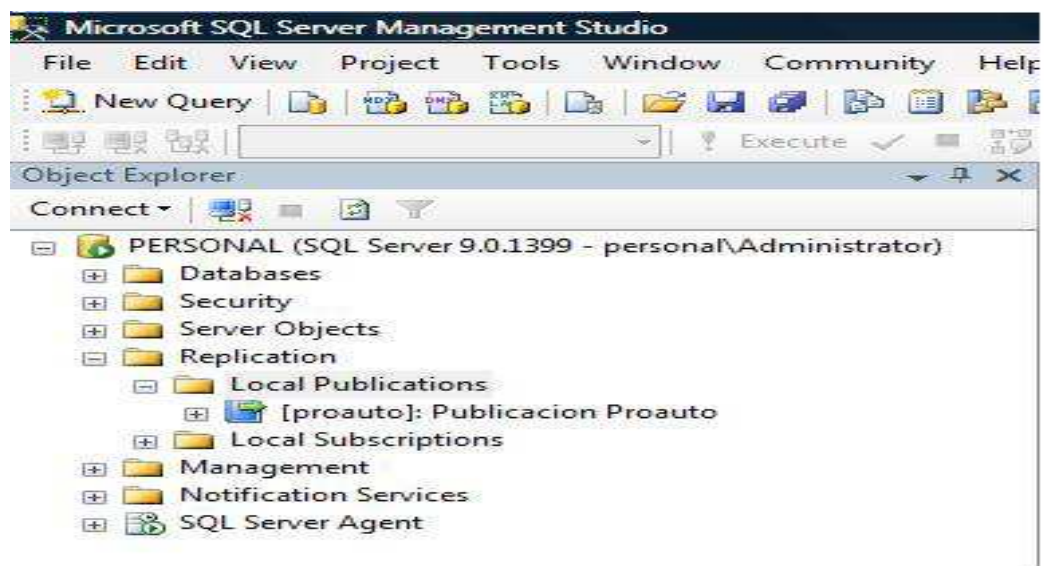 Microsoft SQL Server Management Studio
File Edit View Project Tools Window Community Help
New Query
Execute
Object Explorer
Connect
PERSONAL (SQL Server 9.0.1399 - personal\Administrator)
Databases
Security
Server Objects
Replication
Local Publications
[proauto]: Publicacion Proauto
Local Subscriptions
Management
Notification Services
SQL Server Agent